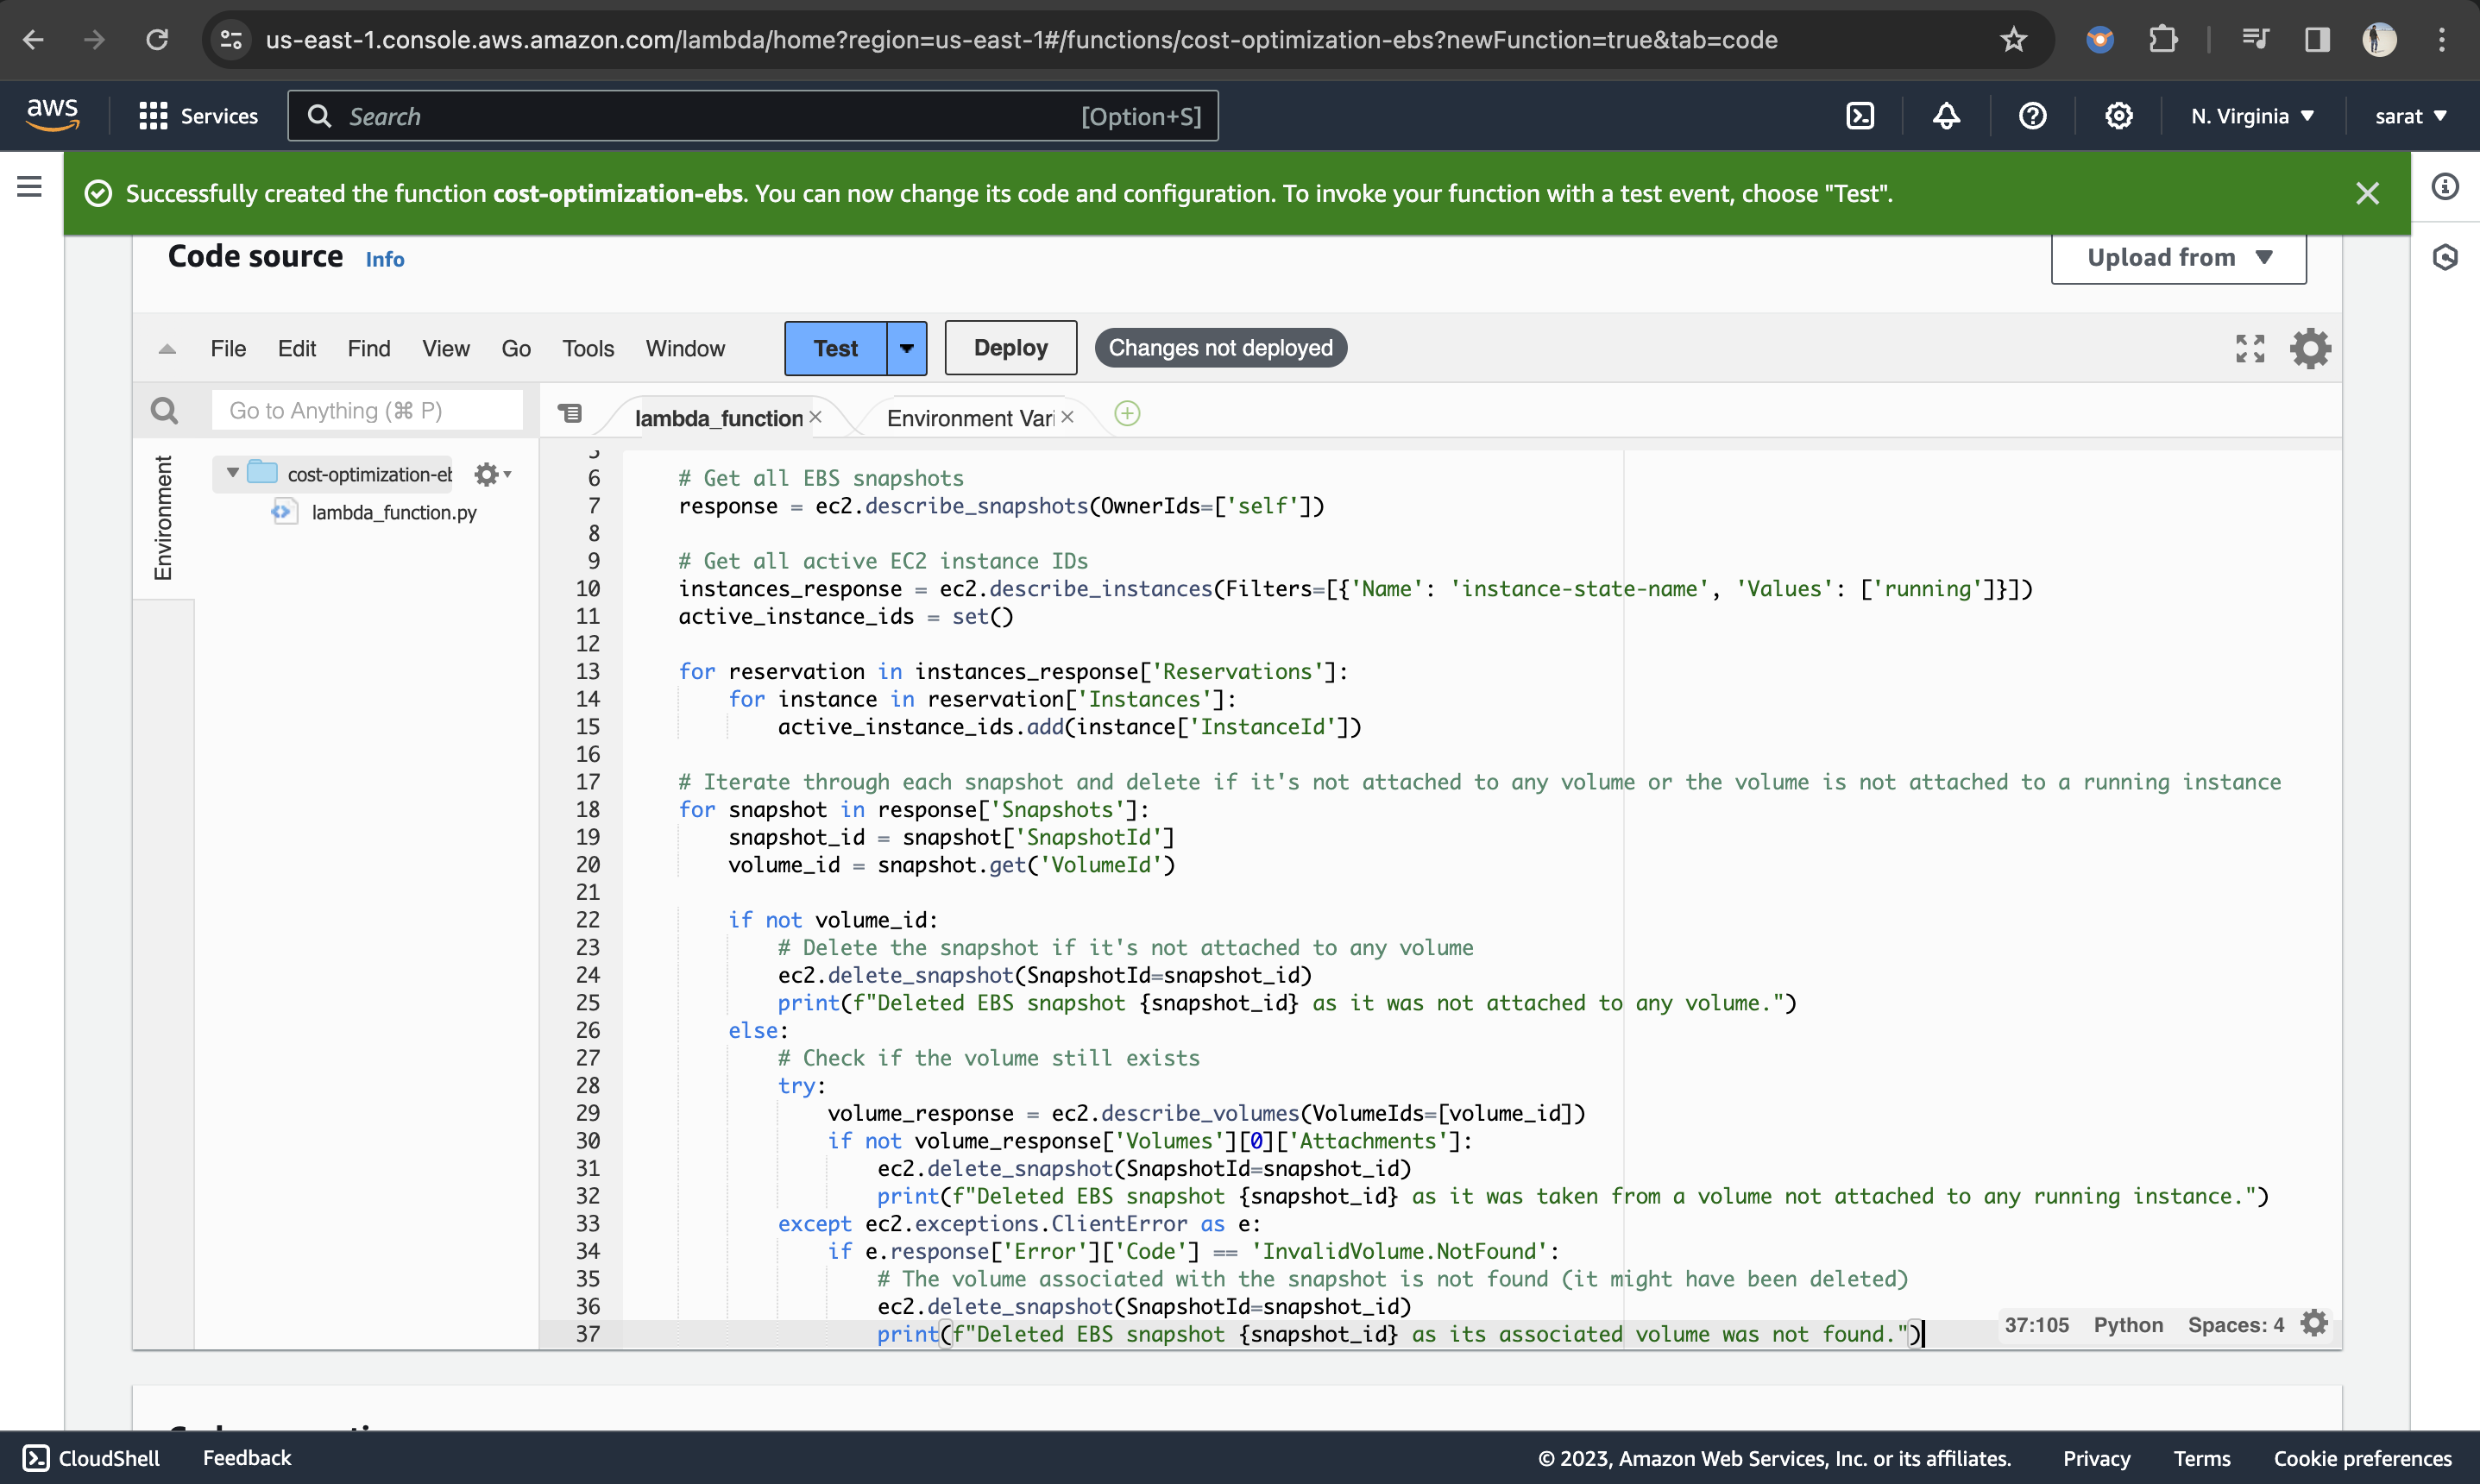 us-east-1.console.aws.amazon.com/lambda/home?region=us-east-1#/functions/cost-optimization-ebs?newFunction=true&tab=code
aws Services Search [Option+S] N. Virginia sarat
Successfully created the function cost-optimization-ebs. You can now change its code and configuration. To invoke your function with a test event, choose "Test".
Code source Info Upload from
File Edit Find View Go Tools Window Test Deploy Changes not deployed
Go to Anything (⌘ P) lambda_function Environment Vari
Environment
cost-optimization-eb
lambda_function.py
5
6 # Get all EBS snapshots
7 response = ec2.describe_snapshots(OwnerIds=['self'])
8
9 # Get all active EC2 instance IDs
10 instances_response = ec2.describe_instances(Filters=[{'Name': 'instance-state-name', 'Values': ['running']}])
11 active_instance_ids = set()
12
13 for reservation in instances_response['Reservations']:
14 for instance in reservation['Instances']:
15 active_instance_ids.add(instance['InstanceId'])
16
17 # Iterate through each snapshot and delete if it's not attached to any volume or the volume is not attached to a running instance
18 for snapshot in response['Snapshots']:
19 snapshot_id = snapshot['SnapshotId']
20 volume_id = snapshot.get('VolumeId')
21
22 if not volume_id:
23 # Delete the snapshot if it's not attached to any volume
24 ec2.delete_snapshot(SnapshotId=snapshot_id)
25 print(f"Deleted EBS snapshot {snapshot_id} as it was not attached to any volume.")
26 else:
27 # Check if the volume still exists
28 try:
29 volume_response = ec2.describe_volumes(VolumeIds=[volume_id])
30 if not volume_response['Volumes'][0]['Attachments']:
31 ec2.delete_snapshot(SnapshotId=snapshot_id)
32 print(f"Deleted EBS snapshot {snapshot_id} as it was taken from a volume not attached to any running instance.")
33 except ec2.exceptions.ClientError as e:
34 if e.response['Error']['Code'] == 'InvalidVolume.NotFound':
35 # The volume associated with the snapshot is not found (it might have been deleted)
36 ec2.delete_snapshot(SnapshotId=snapshot_id)
37 print(f"Deleted EBS snapshot {snapshot_id} as its associated volume was not found.")
37:105 Python Spaces: 4
CloudShell Feedback © 2023, Amazon Web Services, Inc. or its affiliates. Privacy Terms Cookie preferences